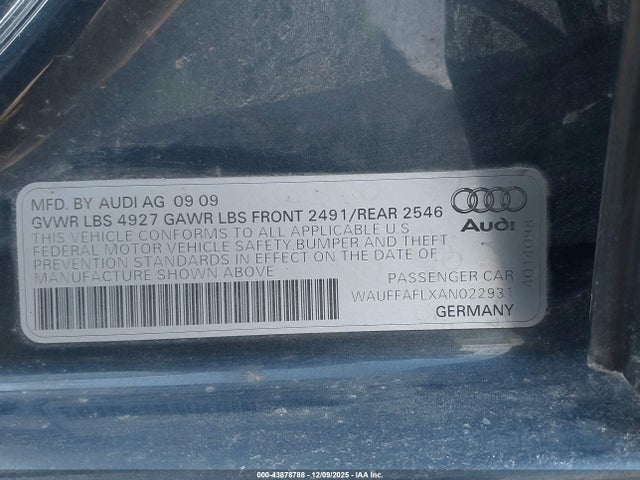 MFD. BY AUDI AG 09 09
GVWR LBS 4927 GAWR LBS FRONT 2491/REAR 2546
THIS VEHICLE CONFORMS TO ALL APPLICABLE U.S
FEDERAL MOTOR VEHICLE SAFETY BUMPER AND THEFT
PREVENTION STANDARDS IN EFFECT ON THE DATE OF
MANUFACTURE SHOWN ABOVE
Audi
4014098
PASSENGER CAR
WAUFFAFLXAN022931
GERMANY
000-43878788 - 12/09/2025 - IAA Inc.